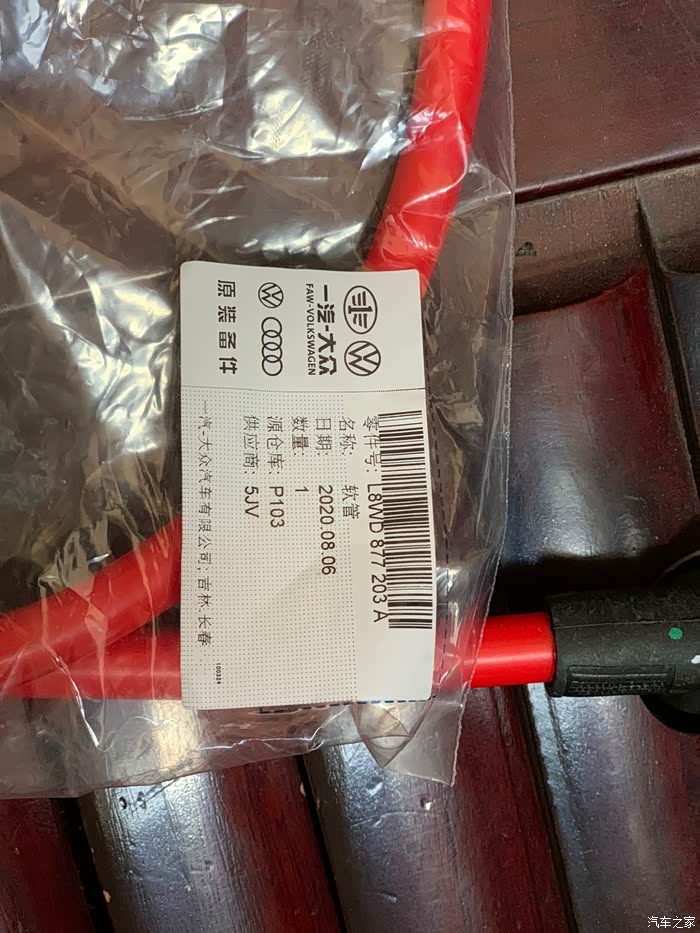 一汽-大众
FAW-VOLKSWAGEN
原装备件
零件号: L8WD 877 203 A
名称: 软管
日期: 2020.08.06
数量: 1
源仓库: P103
供应商: 5JV
一汽-大众汽车有限公司; 吉林.长春
100324
汽车之家